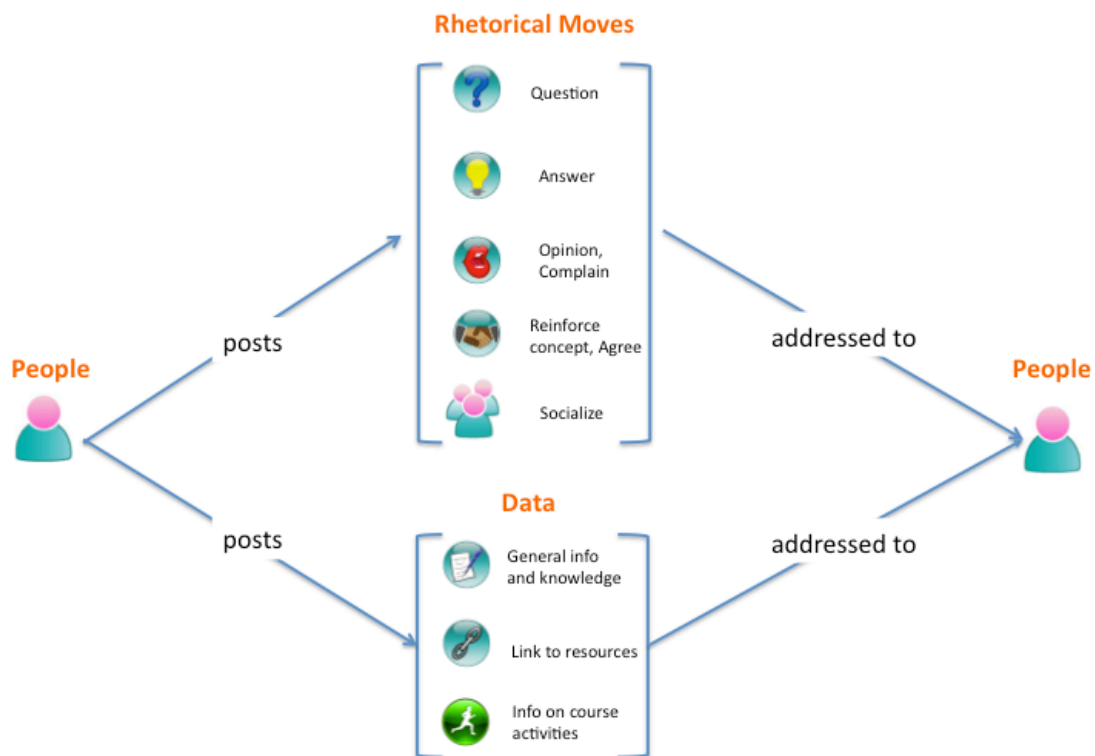 Rhetorical Moves
Question
Answer
Opinion,
Complain
Reinforce
concept, Agree
Socialize
posts
addressed to
People
People
Data
posts
addressed to
General info
and knowledge
Link to resources
Info on course
activities